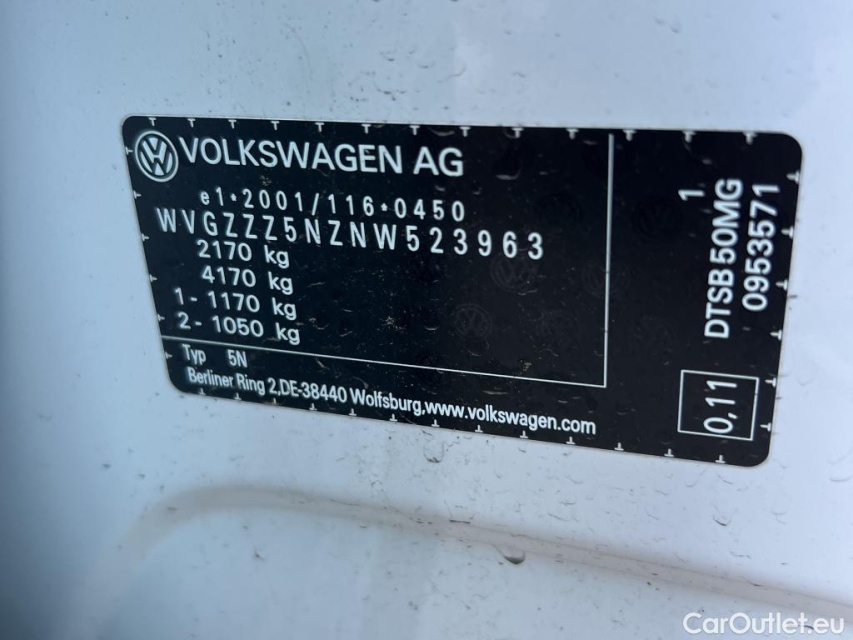 VOLKSWAGEN AG
e1*2001/116*0450
WVGZZZ5NZNW523963
2170 kg
4170 kg
1 - 1170 kg
2 - 1050 kg
Typ 5N
Berliner Ring 2,DE-38440 Wolfsburg,www.volkswagen.com
1
DTSB50MG
0953571
0,11
CarOutlet.eu